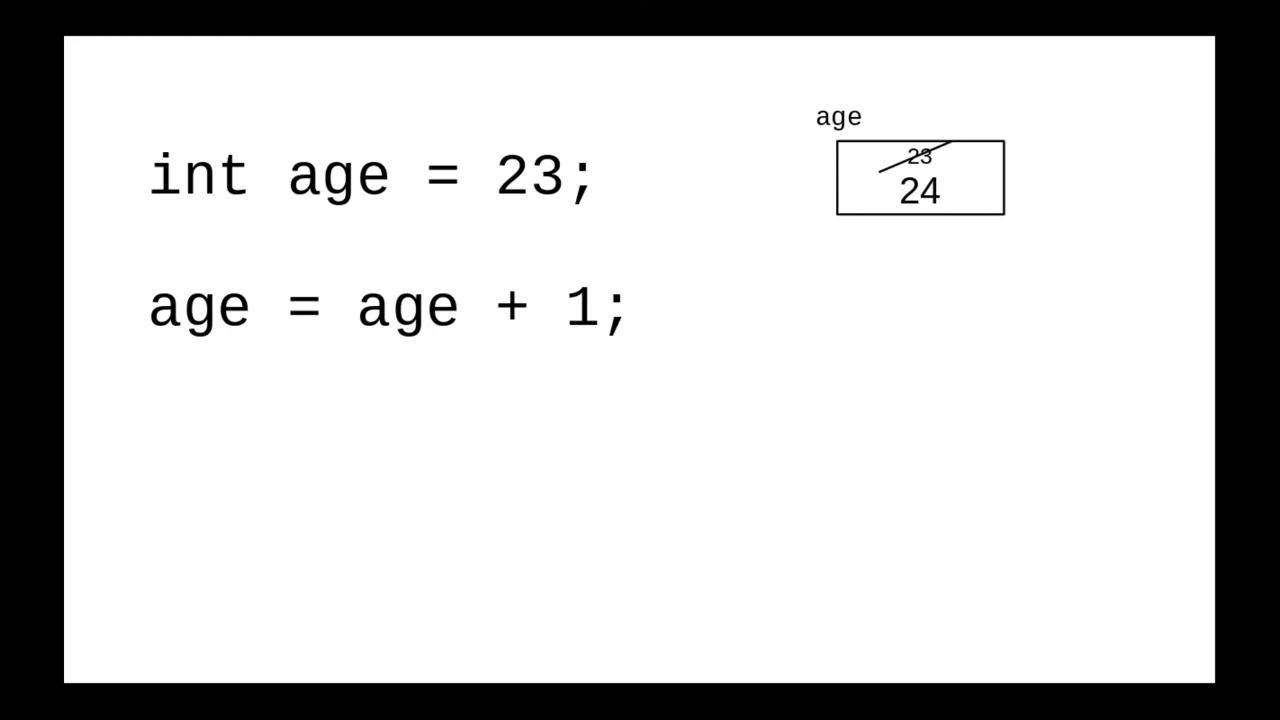 int age = 23;
age = age + 1;
age
23
24